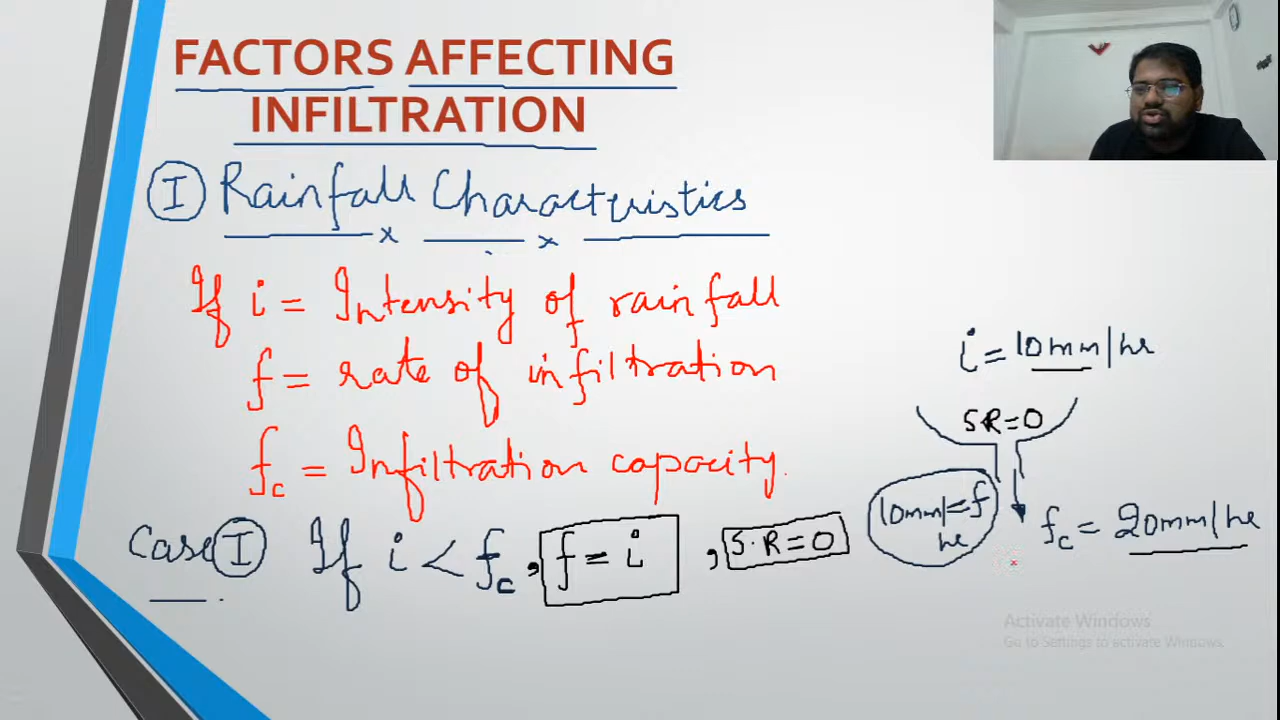 FACTORS AFFECTING
INFILTRATION
I Rainfall Characteristics
If i = Intensity of rainfall
f = rate of infiltration
fc = Infiltration capacity.
Case I If i < fc, f = i , S.R = 0
i = 10mm/hr
S.R = 0
10mm/hr = f
fc = 20mm/hr
Activate Windows
Go to Settings to activate Windows.